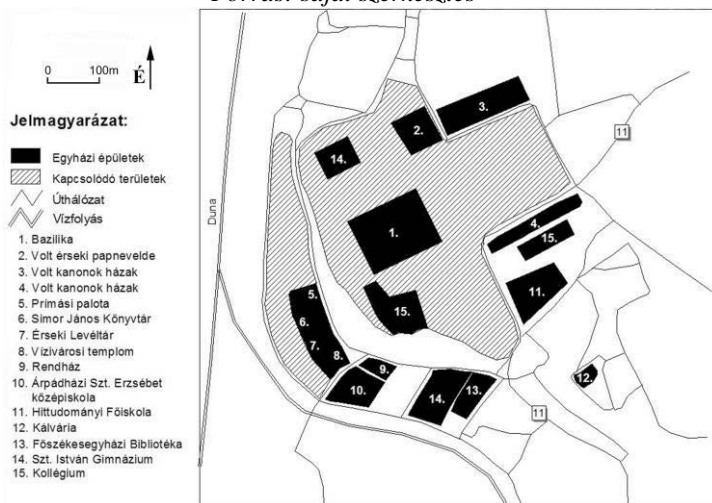 Forrás: saját szerkesztés
0 100m É
Jelmagyarázat:
Egyházi épületek
Kapcsolódó területek
Úthálózat
Vízfolyás
1. Bazilika
2. Volt érseki papnevelde
3. Volt kanonok házak
4. Volt kanonok házak
5. Prímási palota
6. Simor János Könyvtár
7. Érseki Levéltár
8. Vízivárosi templom
9. Rendház
10. Árpádházi Szt. Erzsébet
középiskola
11. Hittudományi Főiskola
12. Kálvária
13. Főszékesegyházi Bibliotéka
14. Szt. István Gimnázium
15. Kollégium
Duna
3.
2.
11
14.
1.
4.
15.
11.
5.
15.
6.
7.
8.
9.
12.
10.
14.
13.
11